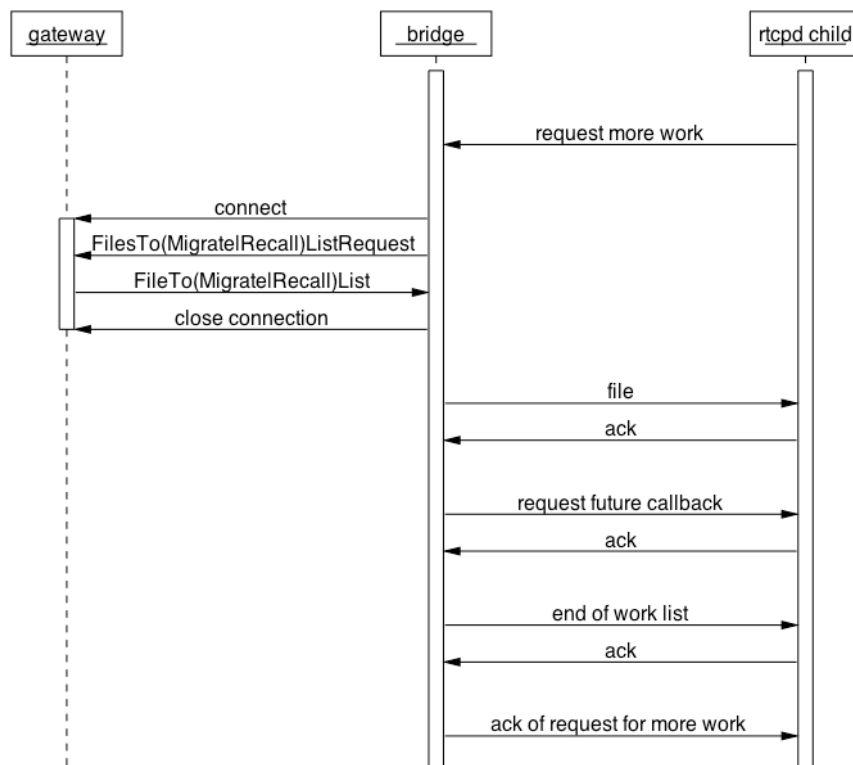 gateway
bridge
rtcpd child
request more work
connect
FilesTo(Migrate|Recall)ListRequest
FileTo(Migrate|Recall)List
close connection
file
ack
request future callback
ack
end of work list
ack
ack of request for more work